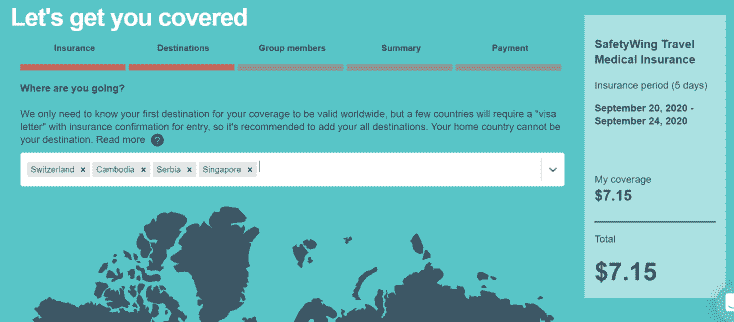 Let's get you covered
Insurance
Destinations
Group members
Summary
Payment
Where are you going?
We only need to know your first destination for your coverage to be valid worldwide, but a few countries will require a "visa
letter" with insurance confirmation for entry, so it's recommended to add your all destinations. Your home country cannot be
your destination. Read more ?
Switzerland x Cambodia x Serbia x Singapore x
SafetyWing Travel
Medical Insurance
Insurance period (5 days)
September 20, 2020 -
September 24, 2020
My coverage
$7.15
Total
$7.15